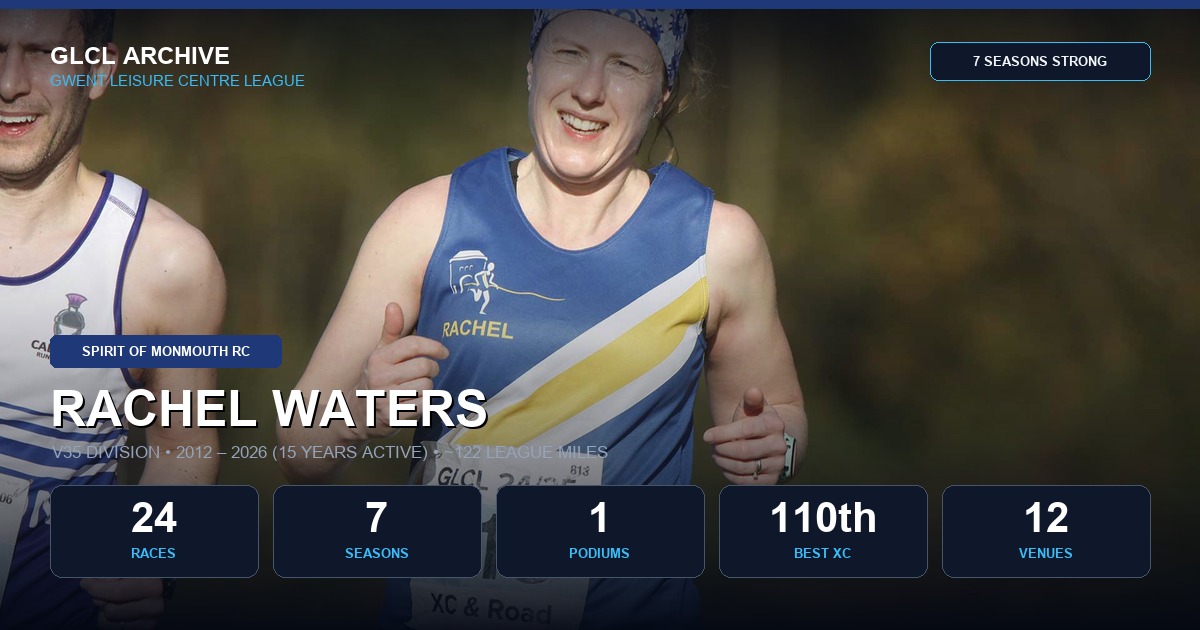 GLCL ARCHIVE
GWENT LEISURE CENTRE LEAGUE
7 SEASONS STRONG
RACHEL
SPIRIT OF MONMOUTH RC
RACHEL WATERS
V35 DIVISION • 2012 – 2026 (15 YEARS ACTIVE) • ~122 LEAGUE MILES
813
GLCL
24
RACES
7
SEASONS
1
PODIUMS
110th
BEST XC
12
VENUES
XC & Road